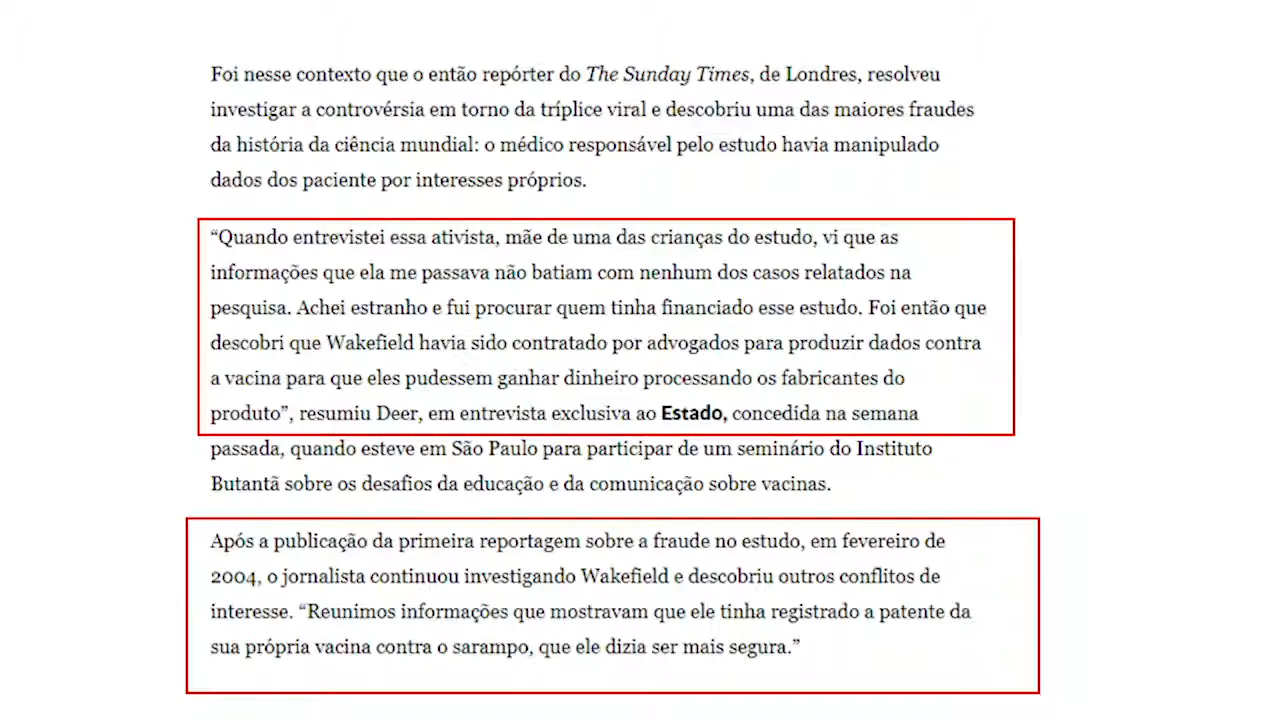 Foi nesse contexto que o então repórter do The Sunday Times, de Londres, resolveu
investigar a controvérsia em torno da tríplice viral e descobriu uma das maiores fraudes
da história da ciência mundial: o médico responsável pelo estudo havia manipulado
dados dos paciente por interesses próprios.
“Quando entrevistei essa ativista, mãe de uma das crianças do estudo, vi que as
informações que ela me passava não batiam com nenhum dos casos relatados na
pesquisa. Achei estranho e fui procurar quem tinha financiado esse estudo. Foi então que
descobri que Wakefield havia sido contratado por advogados para produzir dados contra
a vacina para que eles pudessem ganhar dinheiro processando os fabricantes do
produto”, resumiu Deer, em entrevista exclusiva ao Estado, concedida na semana
passada, quando esteve em São Paulo para participar de um seminário do Instituto
Butantã sobre os desafios da educação e da comunicação sobre vacinas.
Após a publicação da primeira reportagem sobre a fraude no estudo, em fevereiro de
2004, o jornalista continuou investigando Wakefield e descobriu outros conflitos de
interesse. “Reunimos informações que mostravam que ele tinha registrado a patente da
sua própria vacina contra o sarampo, que ele dizia ser mais segura.”